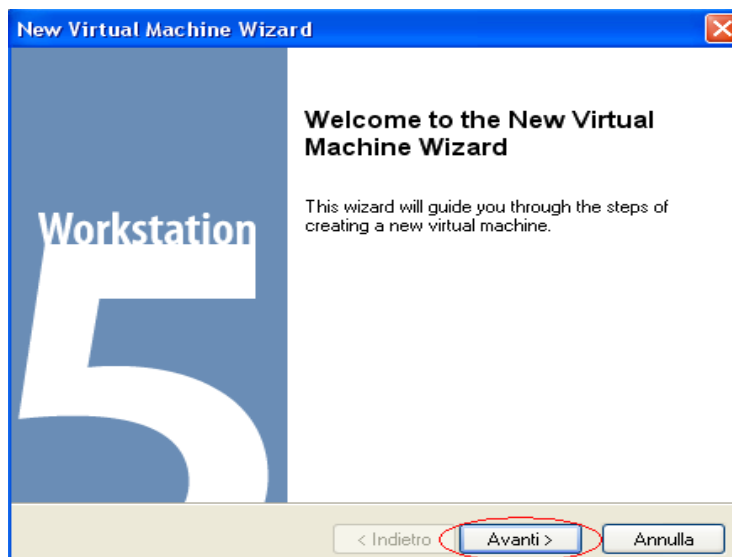 New Virtual Machine Wizard
Welcome to the New Virtual
Machine Wizard
This wizard will guide you through the steps of
creating a new virtual machine.
Workstation
5
< Indietro Avanti > Annulla